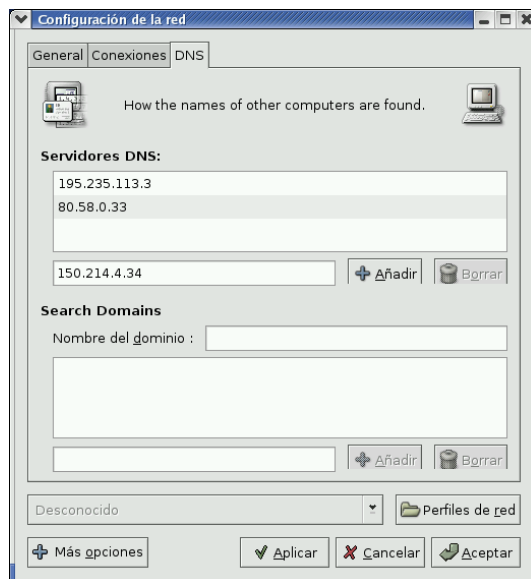 Configuración de la red
General Conexiones DNS
How the names of other computers are found.
Servidores DNS:
195.235.113.3
80.58.0.33
150.214.4.34 Añadir Borrar
Search Domains
Nombre del dominio :
Añadir Borrar
Desconocido Perfiles de red
Más opciones Aplicar Cancelar Aceptar